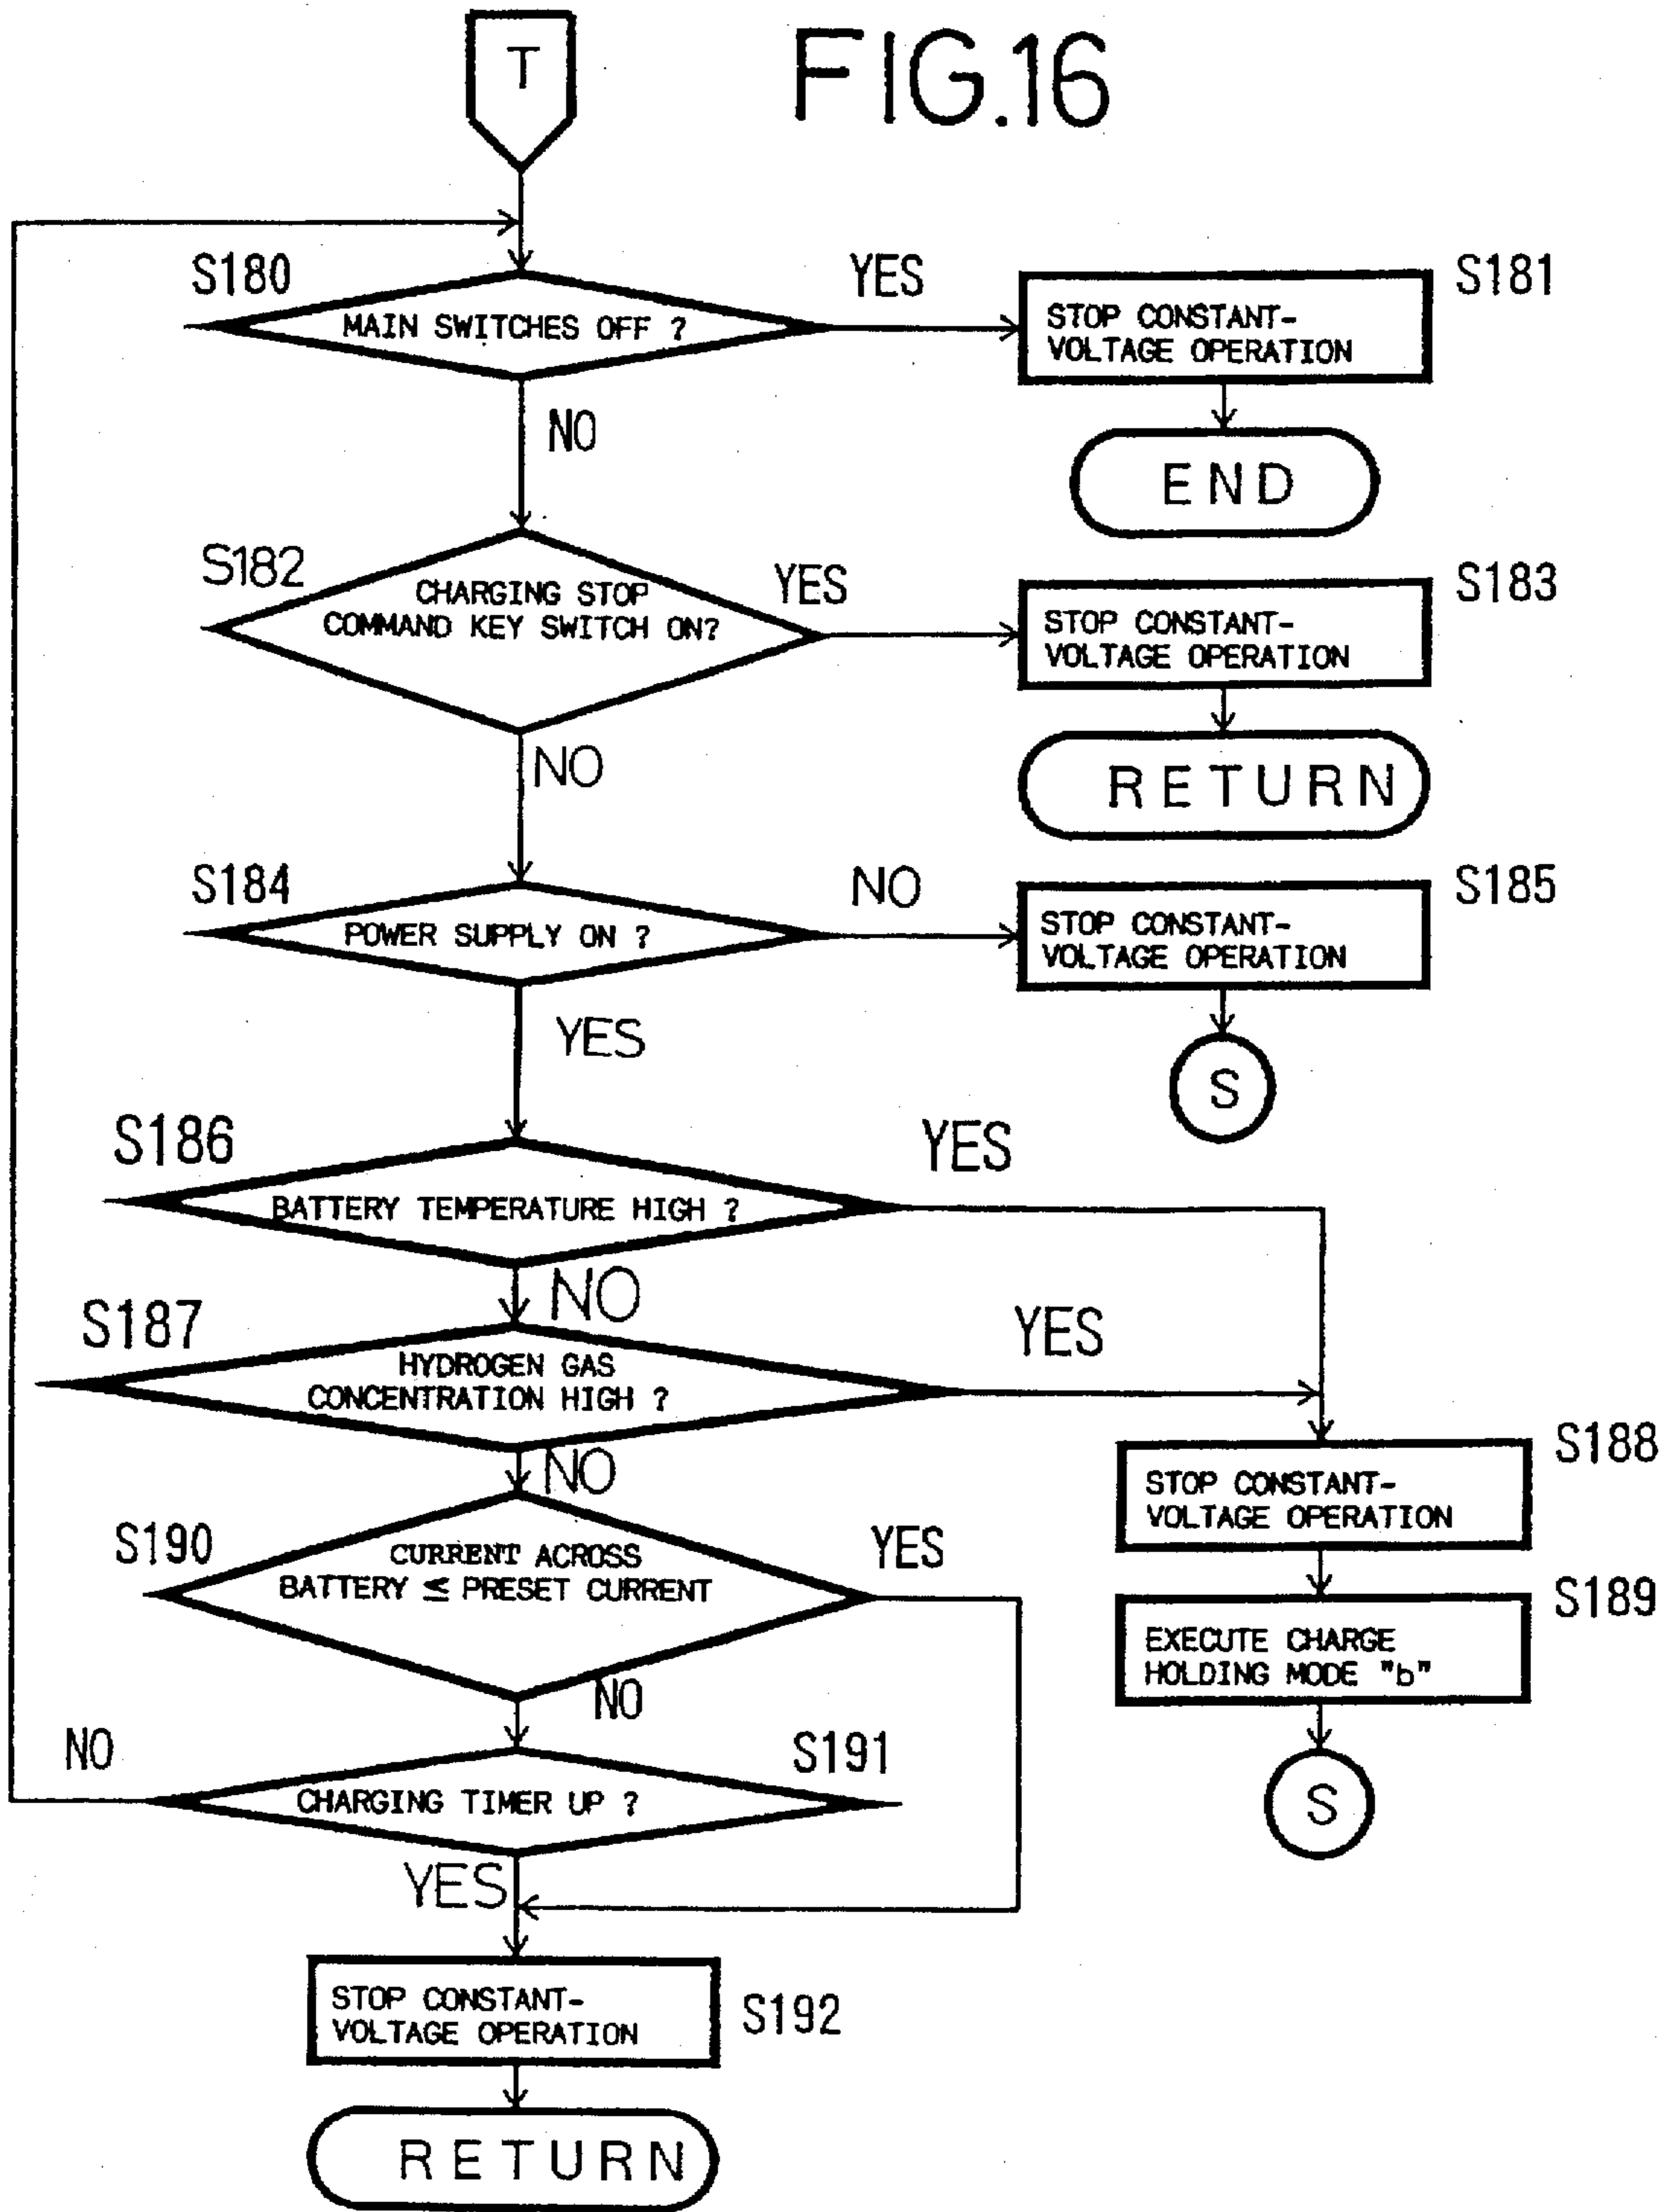 FIG.16
T
S180
MAIN SWITCHES OFF ?
YES
S181
STOP CONSTANT-
VOLTAGE OPERATION
NO
END
S182
CHARGING STOP
COMMAND KEY SWITCH ON?
YES
S183
STOP CONSTANT-
VOLTAGE OPERATION
NO
RETURN
S184
POWER SUPPLY ON ?
NO
S185
STOP CONSTANT-
VOLTAGE OPERATION
YES
S
S186
BATTERY TEMPERATURE HIGH ?
YES
NO
S187
HYDROGEN GAS
CONCENTRATION HIGH ?
YES
NO
S188
STOP CONSTANT-
VOLTAGE OPERATION
S190
CURRENT ACROSS
BATTERY ≦ PRESET CURRENT
YES
S189
EXECUTE CHARGE
HOLDING MODE "b"
NO
S
S191
CHARGING TIMER UP ?
NO
YES
STOP CONSTANT-
VOLTAGE OPERATION
S192
RETURN